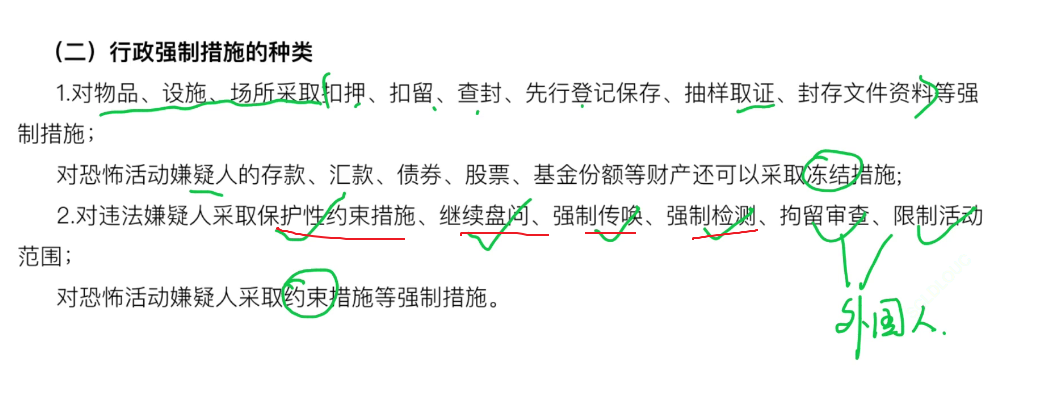 （二）行政强制措施的种类
1.对物品、设施、场所采取扣押、扣留、查封、先行登记保存、抽样取证、封存文件资料等强
制措施；
对恐怖活动嫌疑人的存款、汇款、债券、股票、基金份额等财产还可以采取冻结措施;
2.对违法嫌疑人采取保护性约束措施、继续盘问、强制传唤、强制检测、拘留审查、限制活动
范围；
对恐怖活动嫌疑人采取约束措施等强制措施。
外国人.